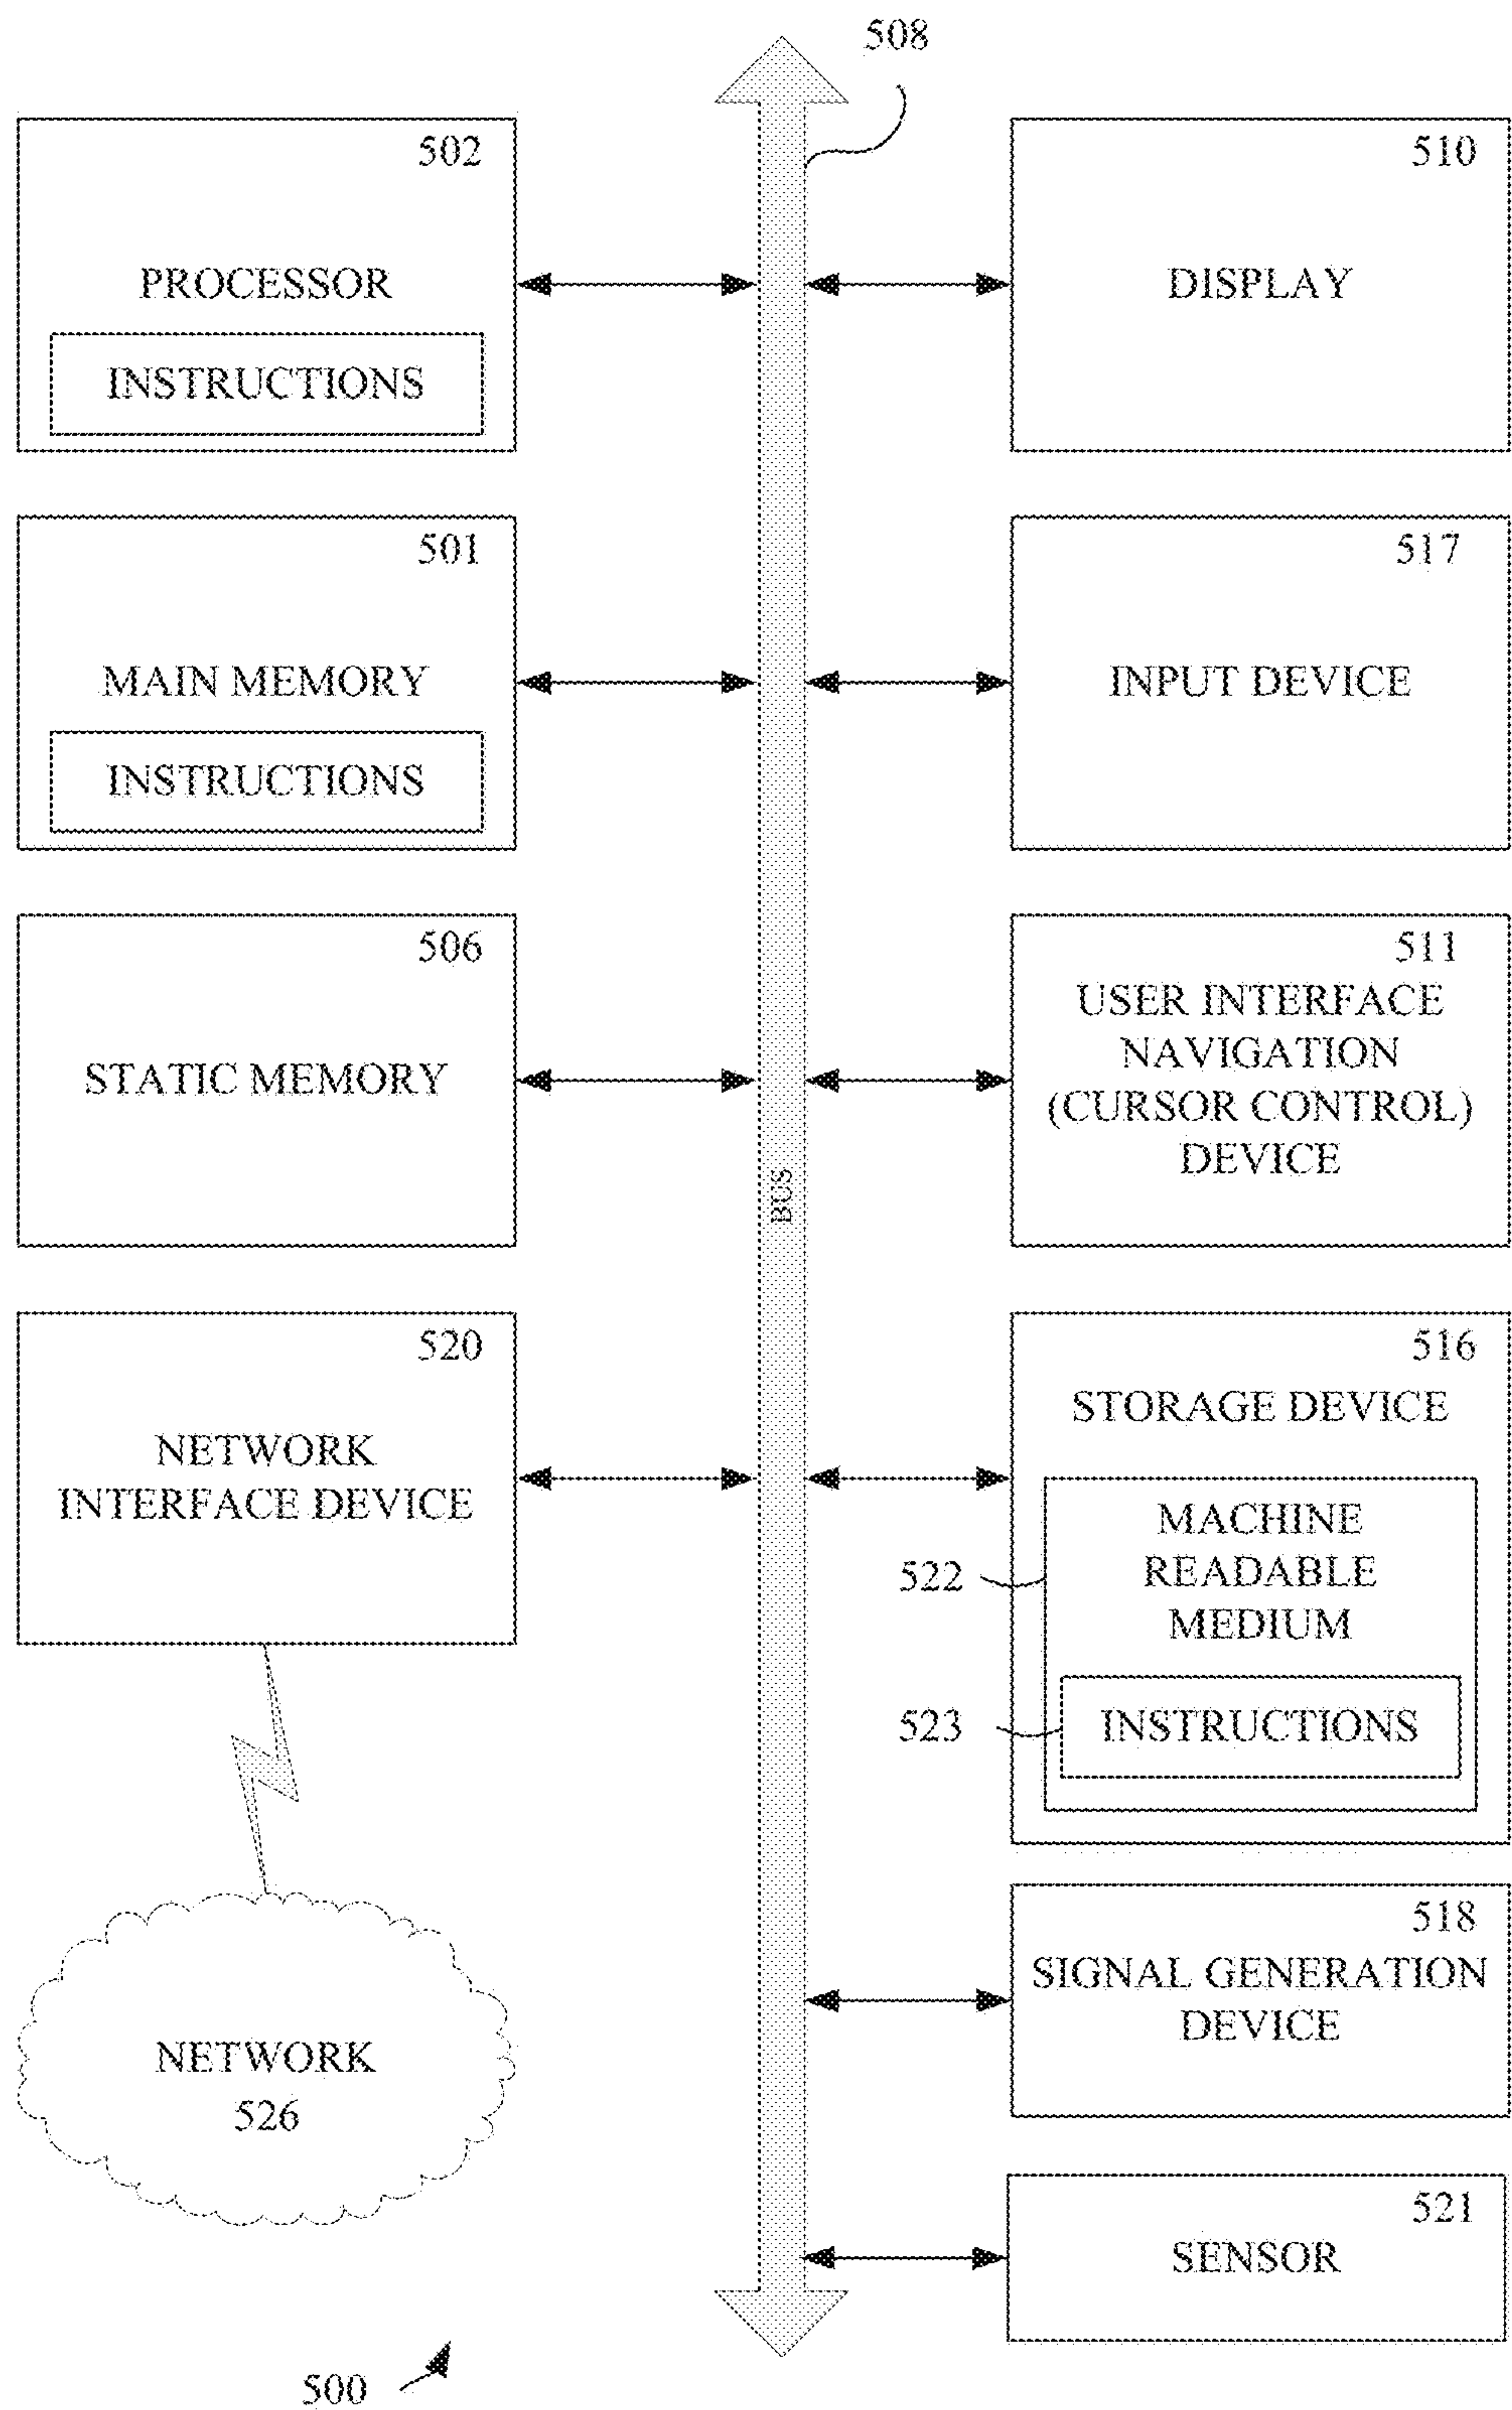 508
502
PROCESSOR
INSTRUCTIONS
510
DISPLAY
501
MAIN MEMORY
INSTRUCTIONS
517
INPUT DEVICE
506
STATIC MEMORY
511
USER INTERFACE
NAVIGATION
(CURSOR CONTROL)
DEVICE
BUS
520
NETWORK
INTERFACE DEVICE
516
STORAGE DEVICE
522
MACHINE
READABLE
MEDIUM
523
INSTRUCTIONS
518
SIGNAL GENERATION
DEVICE
NETWORK
526
521
SENSOR
500